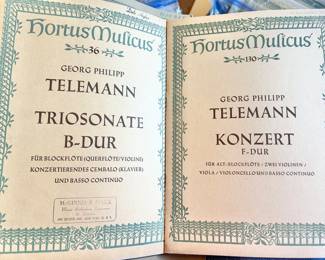 Hortus Musicus
36
GEORG PHILIPP
TELEMANN
TRIOSONATE
B-DUR
FÜR BLOCKFLÖTE (QUERFLÖTE/VIOLINE)
KONZERTIERENDES CEMBALO (KLAVIER)
UND BASSO CONTINUO
Hortus Musicus
130
GEORG PHILIPP
TELEMANN
KONZERT
F-DUR
FÜR ALT-BLOCKFLÖTE / ZWEI VIOLINEN /
VIOLA / VIOLONCELLO UND BASSO CONTINUO